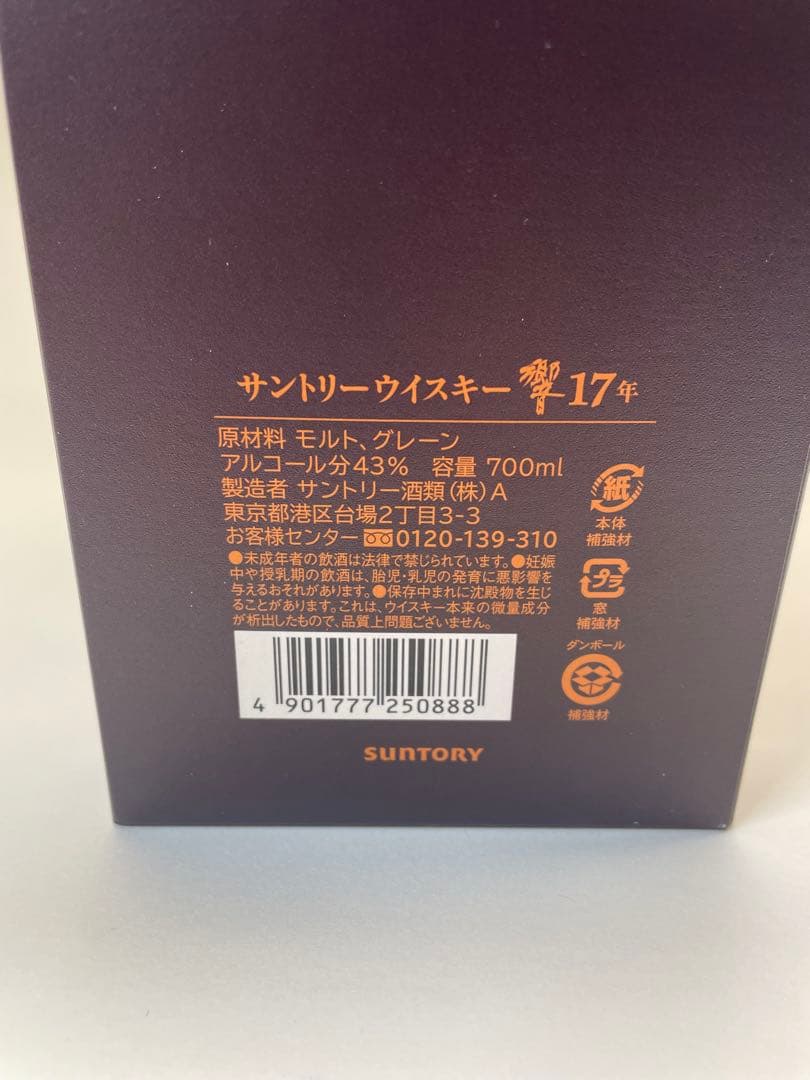 サントリーウイスキー 響 17年
原材料 モルト、グレーン
アルコール分43% 容量 700ml
製造者 サントリー酒類(株)A
東京都港区台場2丁目3-3
お客様センター 0120-139-310
●未成年者の飲酒は法律で禁じられています。●妊娠
中や授乳期の飲酒は、胎児・乳児の発育に悪影響を
与えるおそれがあります。●保存中まれに沈殿物を生じ
ることがあります。これは、ウイスキー本来の微量成分
が析出したもので、品質上問題ございません。
紙
本体
補強材
プラ
窓
補強材
ダンボール
補強材
4 901777 250888
SUNTORY